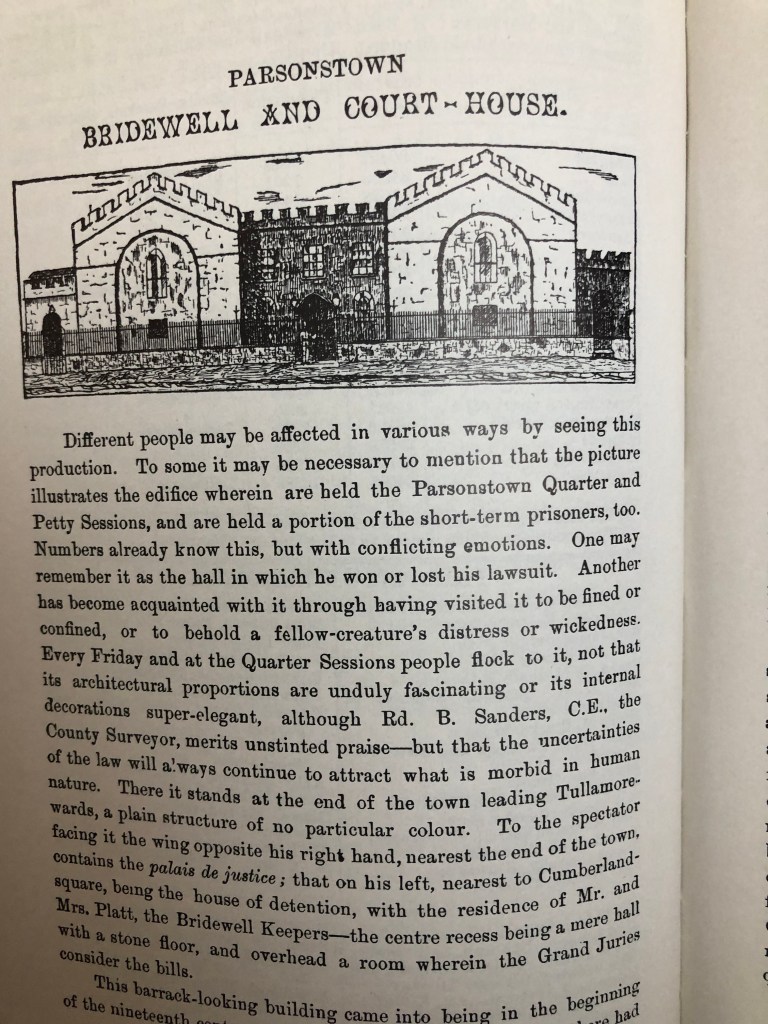 PARSONSTOWN
BRIDEWELL AND COURT-HOUSE.
Different people may be affected in various ways by seeing this
production. To some it may be necessary to mention that the picture
illustrates the edifice wherein are held the Parsonstown Quarter and
Petty Sessions, and are held a portion of the short-term prisoners, too.
Numbers already know this, but with conflicting emotions. One may
remember it as the hall in which he won or lost his lawsuit. Another
has become acquainted with it through having visited it to be fined or
confined, or to behold a fellow-creature's distress or wickedness.
Every Friday and at the Quarter Sessions people flock to it, not that
its architectural proportions are unduly fascinating or its internal
decorations super-elegant, although Rd. B. Sanders, C.E., the
County Surveyor, merits unstinted praise—but that the uncertainties
of the law will always continue to attract what is morbid in human
nature. There it stands at the end of the town leading Tullamore-
wards, a plain structure of no particular colour. To the spectator
facing it the wing opposite his right hand, nearest the end of the town,
contains the palais de justice; that on his left, nearest to Cumberland-
square, being the house of detention, with the residence of Mr. and
Mrs. Platt, the Bridewell Keepers—the centre recess being a mere hall
with a stone floor, and overhead a room wherein the Grand Juries
consider the bills.
This barrack-looking building came into being in the beginning
of the nineteenth had